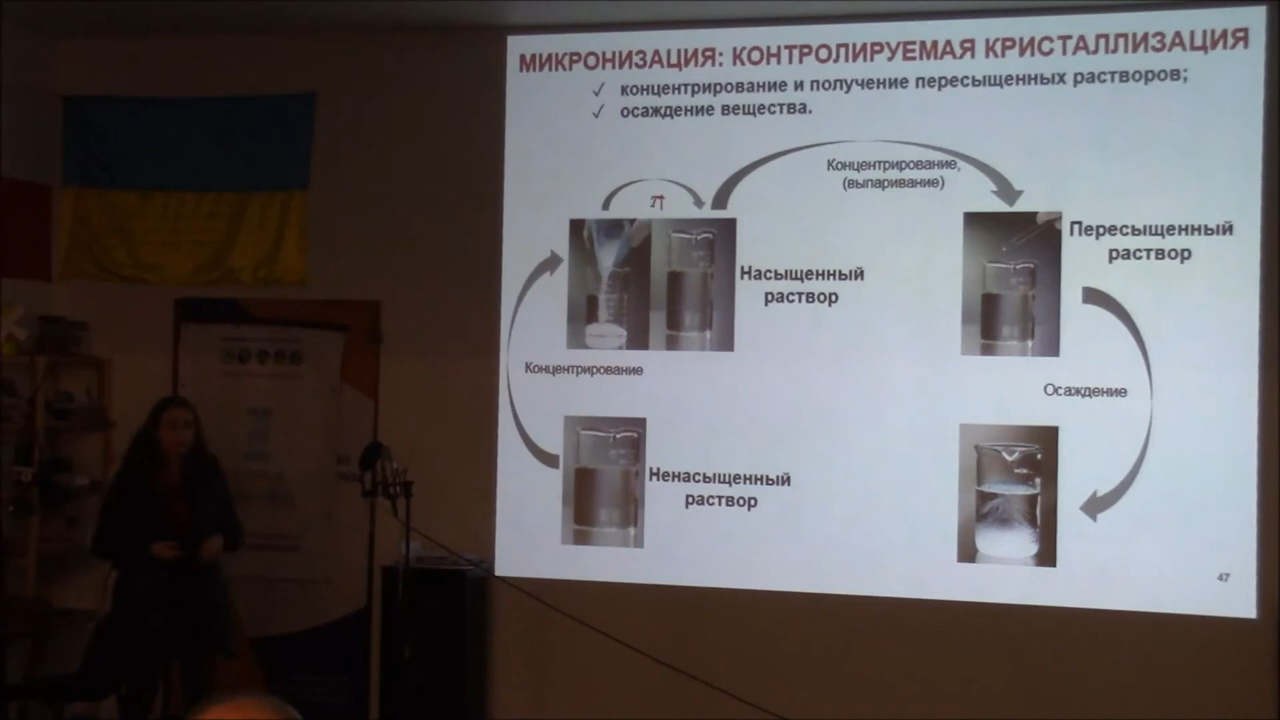 МИКРОНИЗАЦИЯ: КОНТРОЛИРУЕМАЯ КРИСТАЛЛИЗАЦИЯ
✓ концентрирование и получение пересыщенных растворов;
✓ осаждение вещества.
Концентрирование,
(выпаривание)
T↑
Пересыщенный
раствор
Насыщенный
раствор
Концентрирование
Осаждение
Ненасыщенный
раствор
47